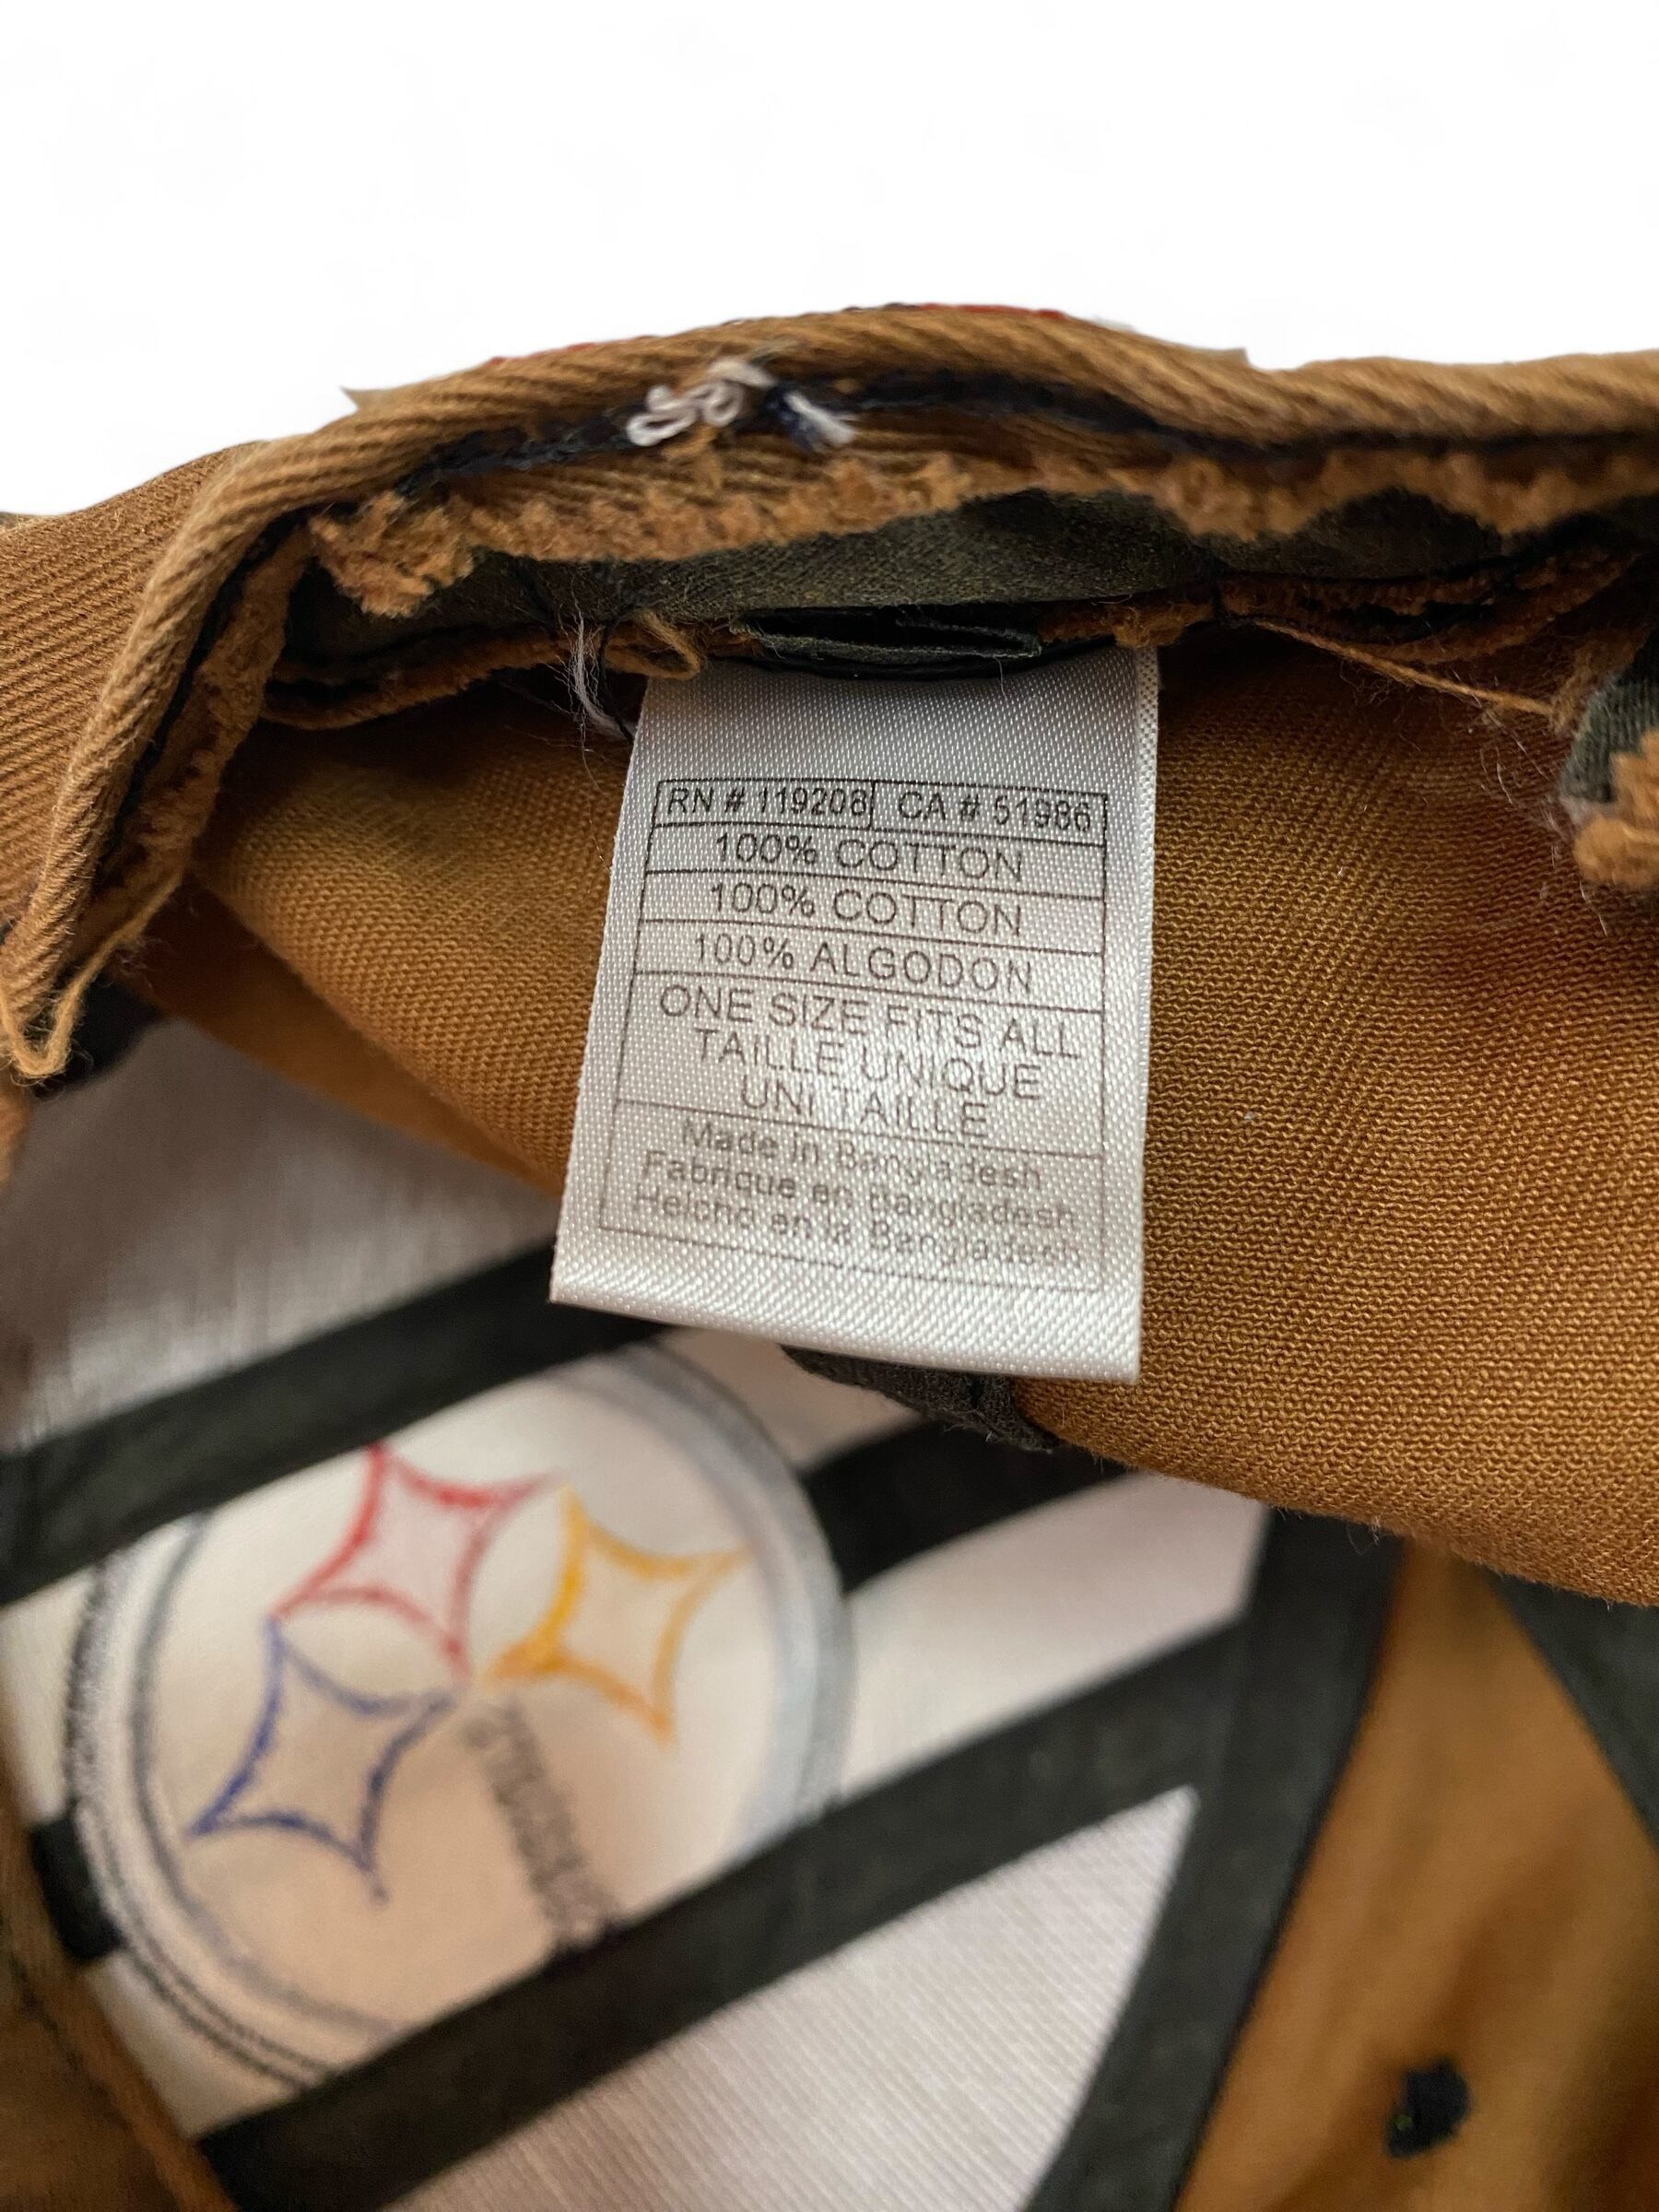 RN # 119208 CA # 51986
100% COTTON
100% COTTON
100% ALGODON
ONE SIZE FITS ALL
TAILLE UNIQUE
UNI TAILLE
Made in Bangladesh
Fabrique en Bangladesh
Helcho en la Bangladesh